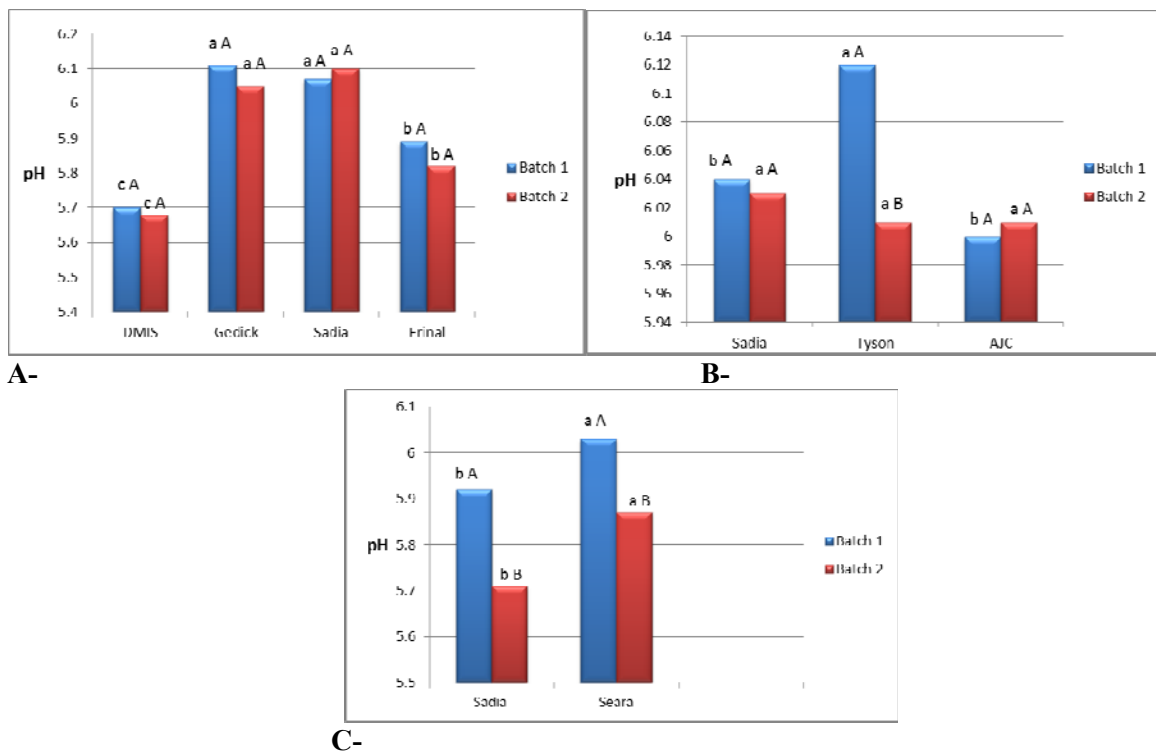 6.2
6.1
6
5.9
5.8
5.7
5.6
5.5
5.4
pH
a A
a A
a A
a A
b A
b A
c A
c A
DMIS
Gedick
Sadia
Frinal
Batch 1
Batch 2
A-
6.14
6.12
6.1
6.08
6.06
6.04
6.02
6
5.98
5.96
5.94
pH
a A
b A
a A
a B
b A
a A
Sadia
Tyson
AJC
Batch 1
Batch 2
B-
6.1
6
5.9
5.8
5.7
5.6
5.5
pH
a A
b A
a B
b B
Sadia
Seara
Batch 1
Batch 2
C-